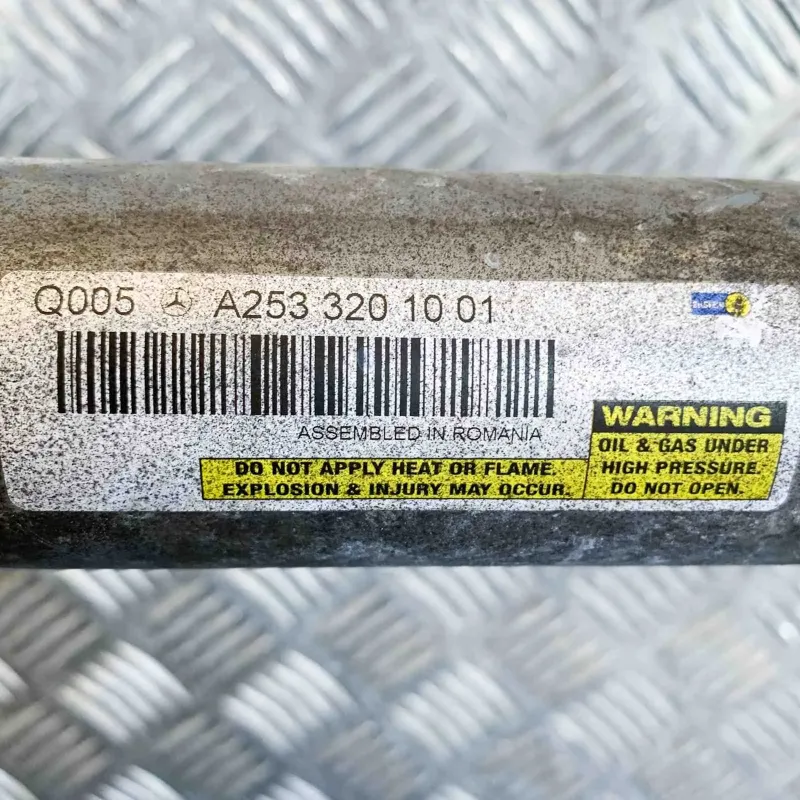 Q005 A253 320 10 01
ASSEMBLED IN ROMANIA
DO NOT APPLY HEAT OR FLAME.
EXPLOSION & INJURY MAY OCCUR.
WARNING
OIL & GAS UNDER
HIGH PRESSURE.
DO NOT OPEN.